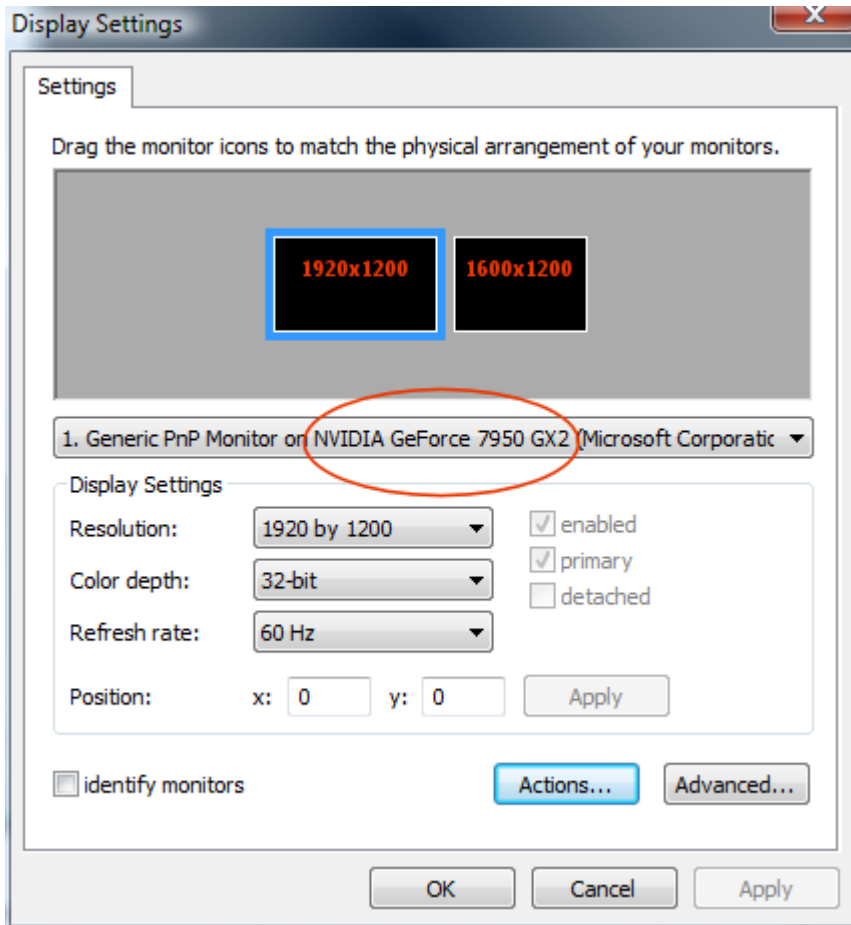 Display Settings
Settings
Drag the monitor icons to match the physical arrangement of your monitors.
1920x1200 1600x1200
1. Generic PnP Monitor on NVIDIA GeForce 7950 GX2 (Microsoft Corporatic
Display Settings
Resolution: 1920 by 1200 enabled
primary
Color depth: 32-bit
detached
Refresh rate: 60 Hz
Position: x: 0 y: 0 Apply
identify monitors Actions... Advanced...
OK Cancel Apply